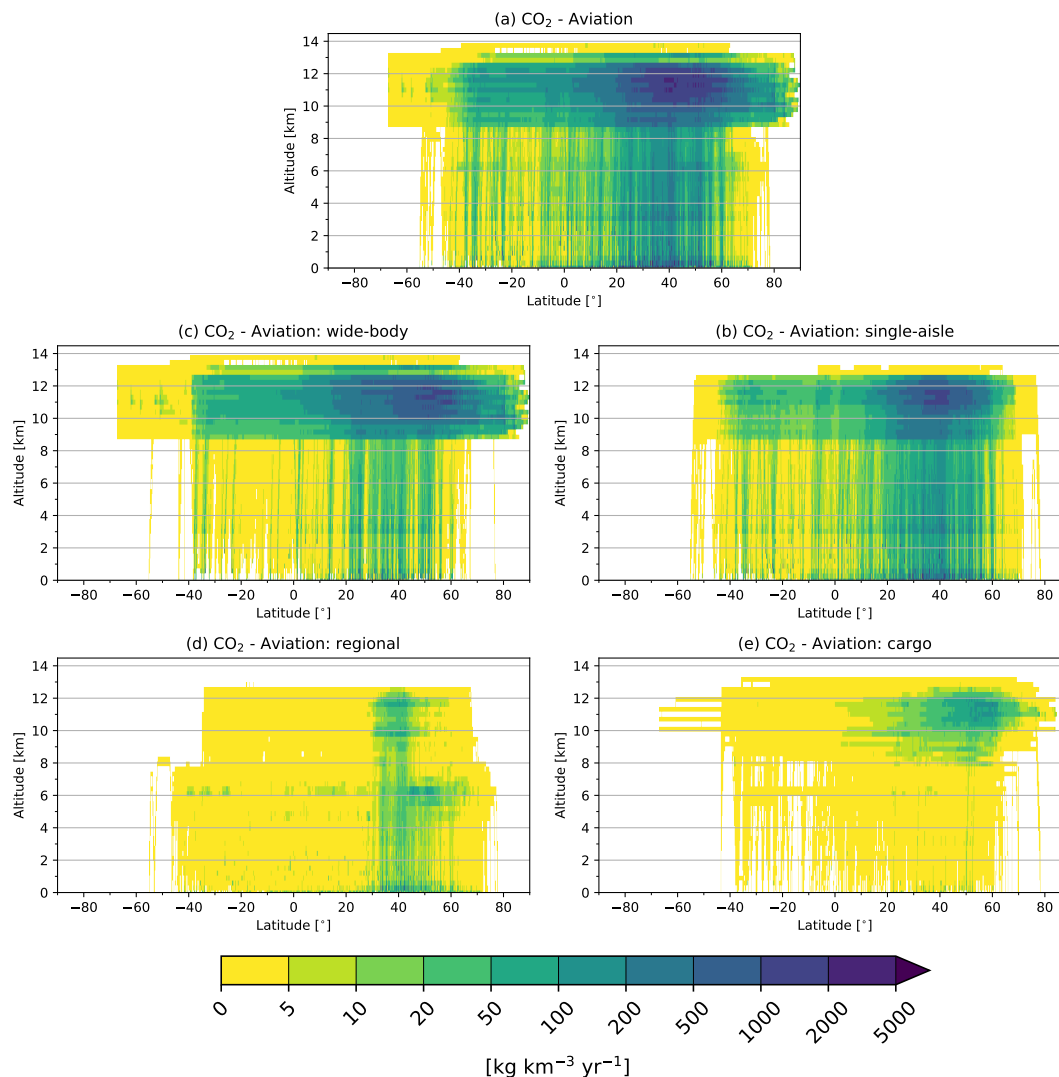 (a) CO₂ - Aviation
14
12
10
8
6
4
2
0
Altitude [km]
−80 −60 −40 −20 0 20 40 60 80
Latitude [°]
(c) CO₂ - Aviation: wide-body
14
12
10
8
6
4
2
0
Altitude [km]
−80 −60 −40 −20 0 20 40 60 80
Latitude [°]
(b) CO₂ - Aviation: single-aisle
14
12
10
8
6
4
2
0
Altitude [km]
−80 −60 −40 −20 0 20 40 60 80
Latitude [°]
(d) CO₂ - Aviation: regional
14
12
10
8
6
4
2
0
Altitude [km]
−80 −60 −40 −20 0 20 40 60 80
Latitude [°]
(e) CO₂ - Aviation: cargo
14
12
10
8
6
4
2
0
Altitude [km]
−80 −60 −40 −20 0 20 40 60 80
Latitude [°]
0 5 10 20 50 100 200 500 1000 2000 5000
[kg km⁻³ yr⁻¹]